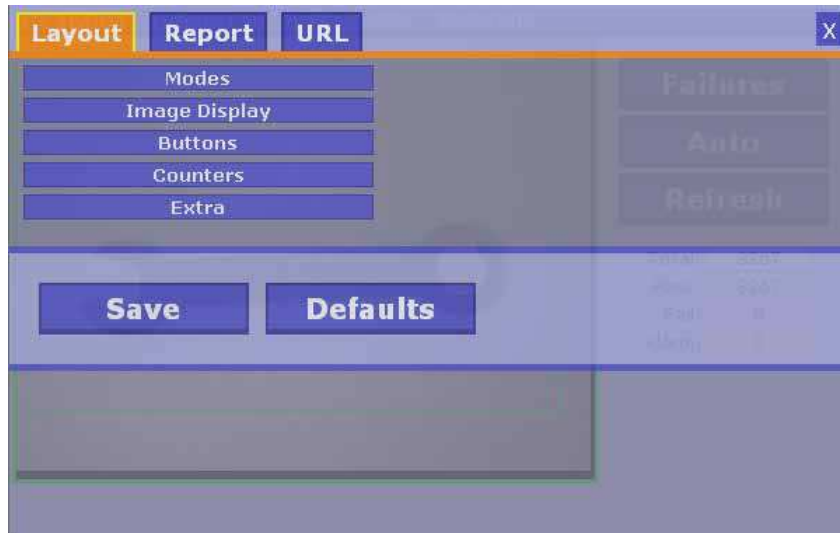 Layout Report URL X
Modes
Failures
Image Display
Buttons
Auto
Counters
Refresh
Extra
Save Defaults